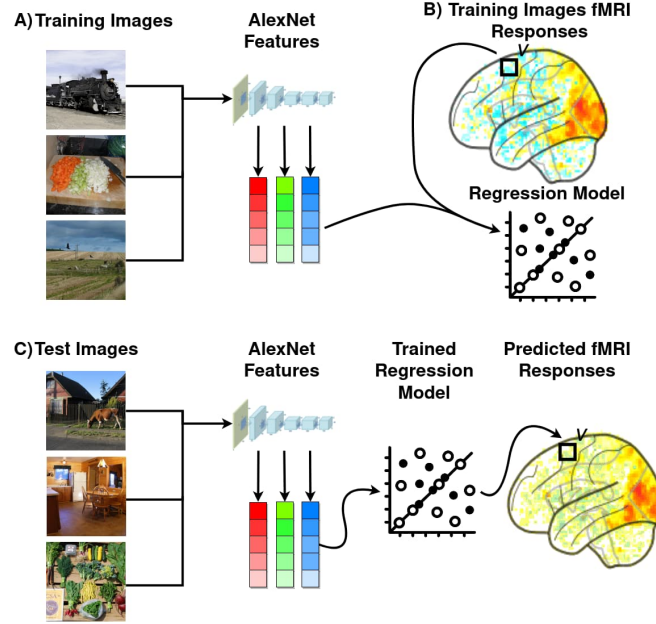 A) Training Images
AlexNet
Features
B) Training Images fMRI
Responses
V
Regression Model
C) Test Images
AlexNet
Features
Trained
Regression
Model
Predicted fMRI
Responses
V